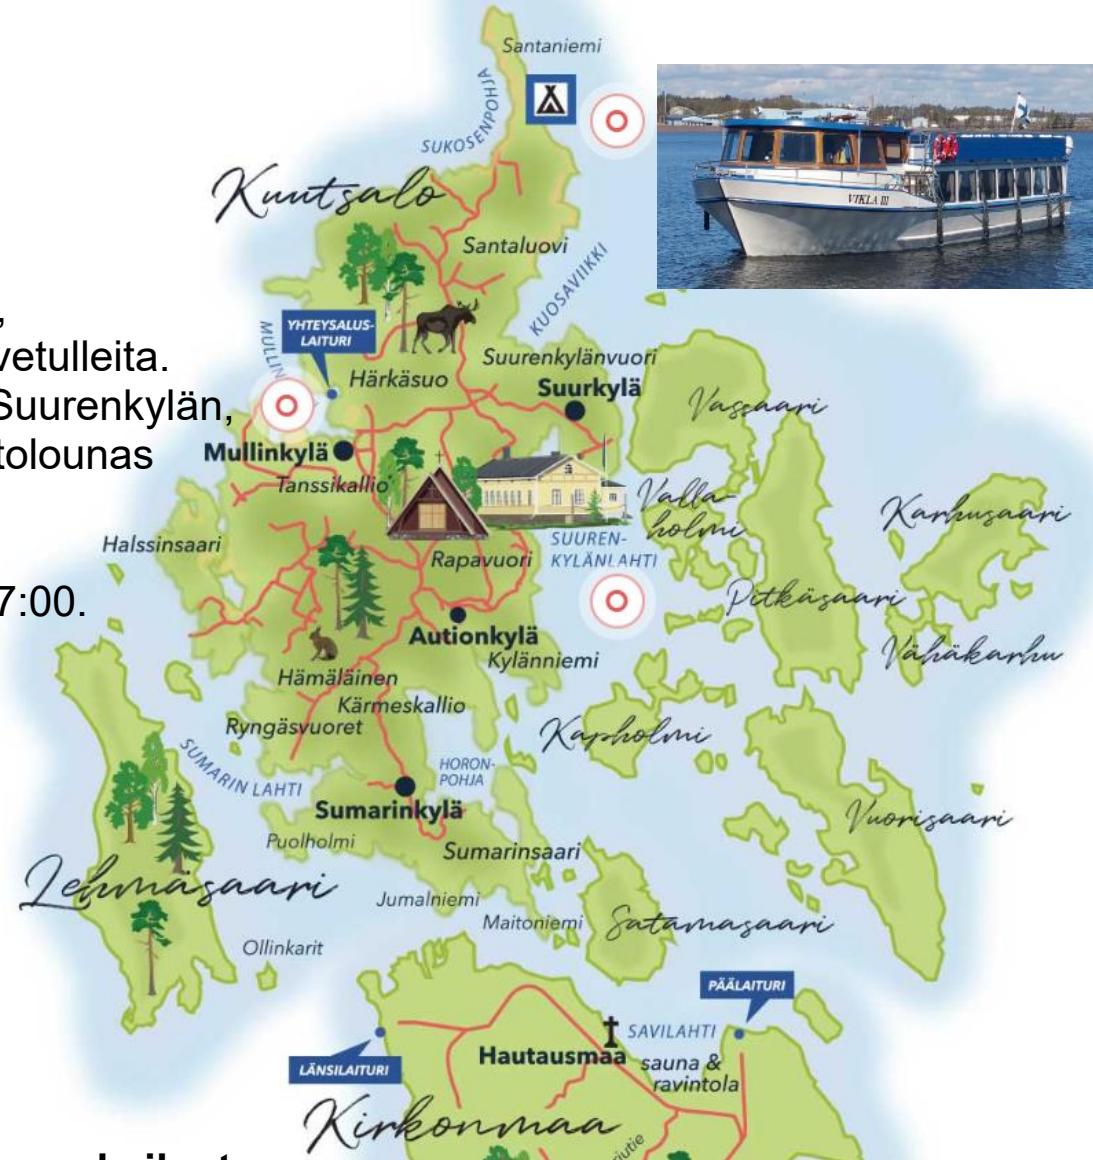 Santaniemi
SUKOSENPOHJA
Kuutsalo
VIKLA III
Santaluovi
KUOSAVIIKKI
,
vetulleita.
Suurenkylän,
tolounas
7:00.
YHTEYSALUS-
LAITURI
MULLIN
Härkäsuo
Suurenkylänvuori
Suurkylä
Vassaari
Mullinkylä
Tanssikallio
Valla-
holmi
Karhusaari
Halssinsaari
Rapavuori
SUUREN-
KYLÄNLAHTI
Pitkäsaari
Autionkylä
Kylänniemi
Vähäkarhu
Hämäläinen
Kärmeskallio
Ryngäsvuoret
Kapholmi
SUMARIN LAHTI
HORON-
POHJA
Sumarinkylä
Vuorisaari
Puolholmi
Sumarinsaari
Lehmäsaari
Jumalniemi
Maitoniemi
Satamasaari
Ollinkarit
PÄÄLAITURI
SAVILAHTI
Hautausmaa
sauna &
ravintola
LÄNSILAITURI
Kirkonmaa